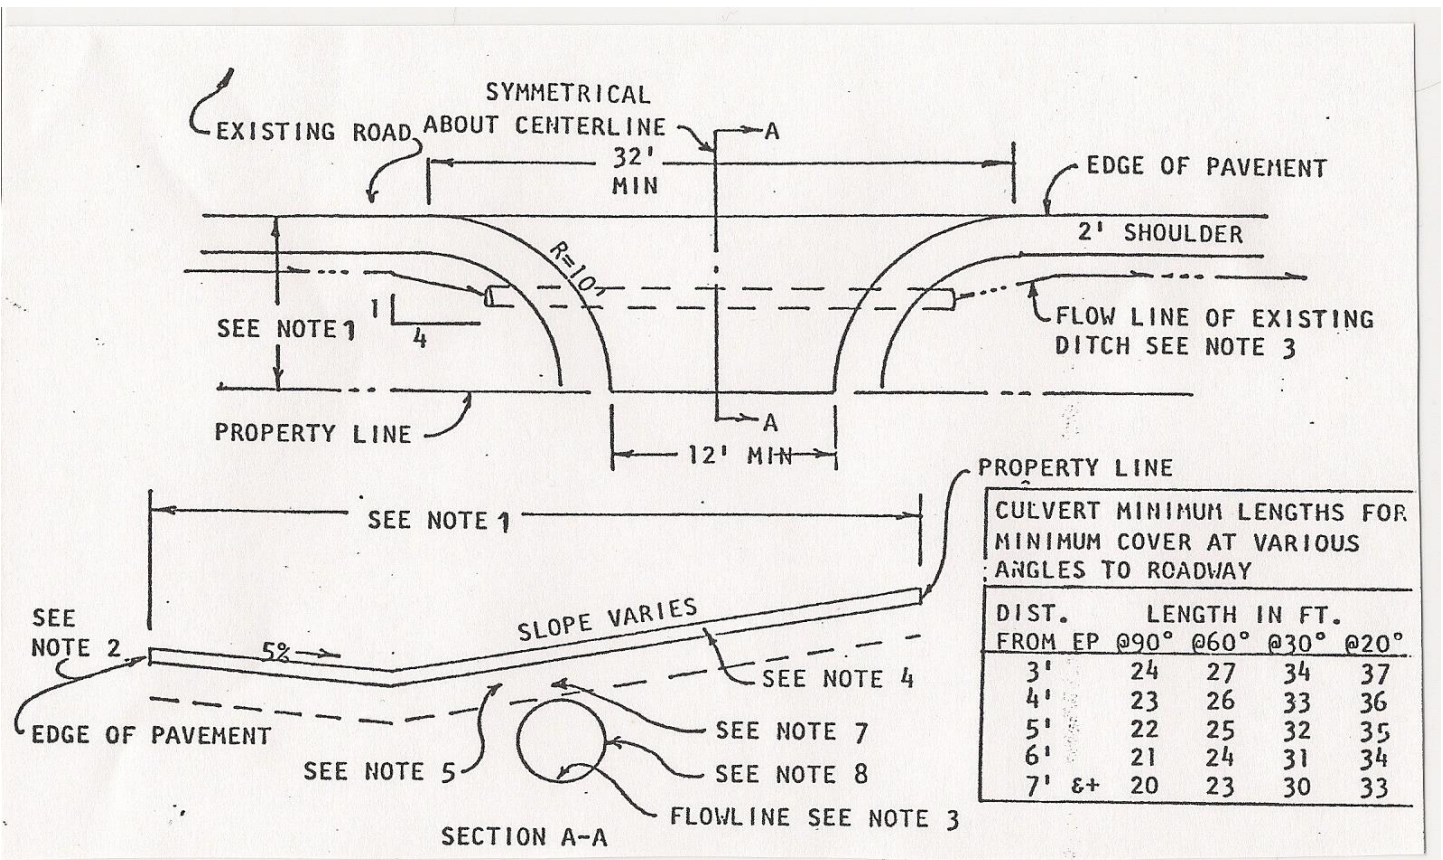 SYMMETRICAL
EXISTING ROAD
ABOUT CENTERLINE
A
32'
MIN
EDGE OF PAVEMENT
2' SHOULDER
R=10'
SEE NOTE 1
1
4
FLOW LINE OF EXISTING
DITCH SEE NOTE 3
PROPERTY LINE
A
12' MIN
PROPERTY LINE
SEE NOTE 1
SEE
NOTE 2
5%
SLOPE VARIES
SEE NOTE 4
EDGE OF PAVEMENT
SEE NOTE 7
SEE NOTE 5
SEE NOTE 8
FLOWLINE SEE NOTE 3
SECTION A-A
CULVERT MINIMUM LENGTHS FOR
MINIMUM COVER AT VARIOUS
ANGLES TO ROADWAY
DIST. LENGTH IN FT.
FROM EP @90° @60° @30° @20°
3' 24 27 34 37
4' 23 26 33 36
5' 22 25 32 35
6' 21 24 31 34
7' &+ 20 23 30 33